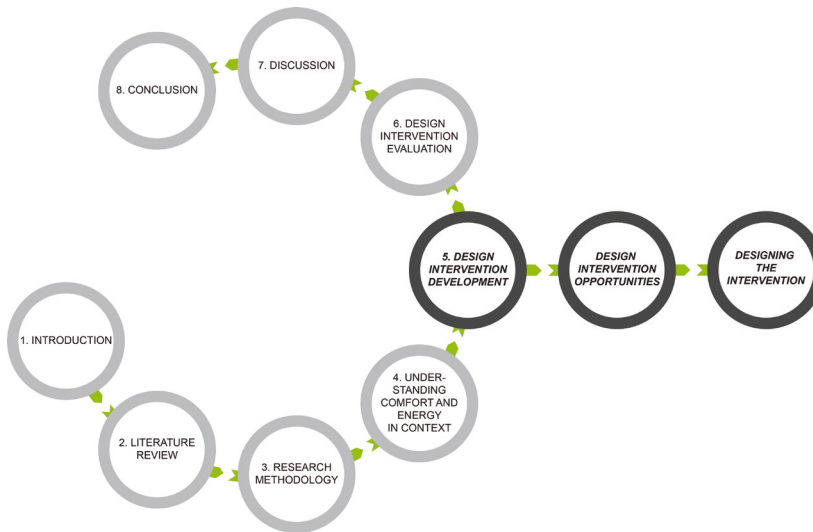 1. INTRODUCTION
2. LITERATURE
REVIEW
3. RESEARCH
METHODOLOGY
4. UNDER-
STANDING
COMFORT AND
ENERGY
IN CONTEXT
5. DESIGN
INTERVENTION
DEVELOPMENT
DESIGN
INTERVENTION
OPPORTUNITIES
DESIGNING
THE
INTERVENTION
6. DESIGN
INTERVENTION
EVALUATION
7. DISCUSSION
8. CONCLUSION